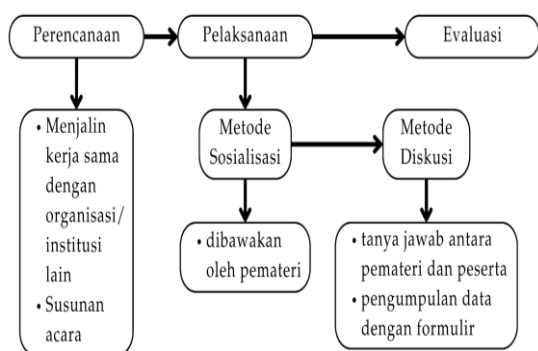 Perencanaan
Pelaksanaan
Evaluasi
• Menjalin
kerja sama
dengan
organisasi/
institusi
lain
• Susunan
acara
Metode
Sosialisasi
Metode
Diskusi
• dibawakan
oleh pemateri
• tanya jawab antara
pemateri dan peserta
• pengumpulan data
dengan formulir